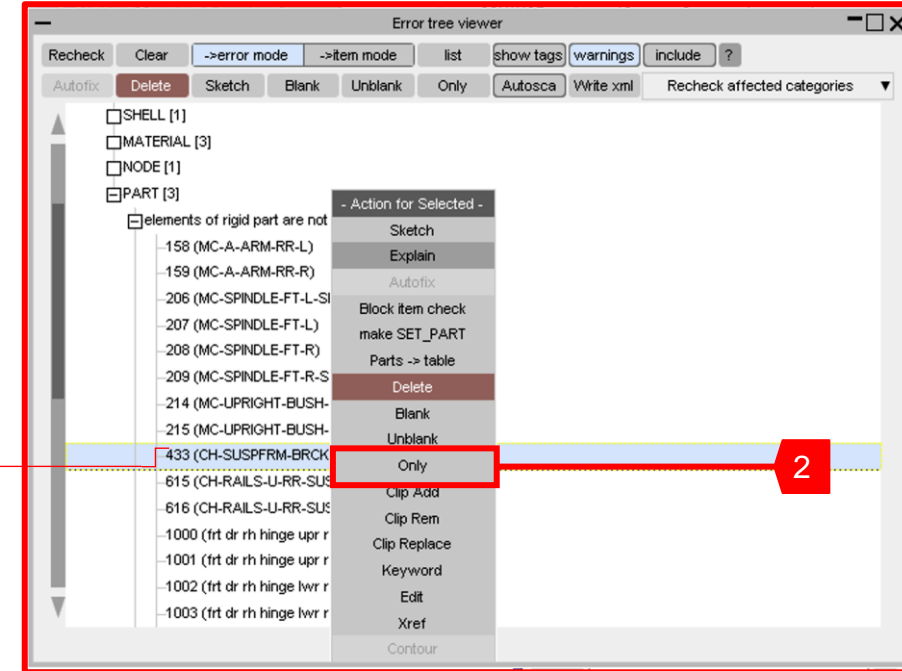 Error tree viewer
Recheck Clear ->error mode ->item mode list show tags warnings include ?
Autofix Delete Sketch Blank Unblank Only Autosca Write xml Recheck affected categories
SHELL [1]
MATERIAL [3]
NODE [1]
PART [3]
elements of rigid part are not
158 (MC-A-ARM-RR-L)
159 (MC-A-ARM-RR-R)
206 (MC-SPINDLE-FT-L-SI
207 (MC-SPINDLE-FT-L)
208 (MC-SPINDLE-FT-R)
209 (MC-SPINDLE-FT-R-S
214 (MC-UPRIGHT-BUSH-
215 (MC-UPRIGHT-BUSH-
433 (CH-SUSPFRM-BRCK
615 (CH-RAILS-U-RR-SUS
616 (CH-RAILS-U-RR-SUS
1000 (frt dr rh hinge upr r
1001 (frt dr rh hinge upr r
1002 (frt dr rh hinge lwr r
1003 (frt dr rh hinge lwr r
- Action for Selected -
Sketch
Explain
Autofix
Block item check
make SET_PART
Parts -> table
Delete
Blank
Unblank
Only
Clip Add
Clip Rem
Clip Replace
Keyword
Edit
Xref
Contour
2